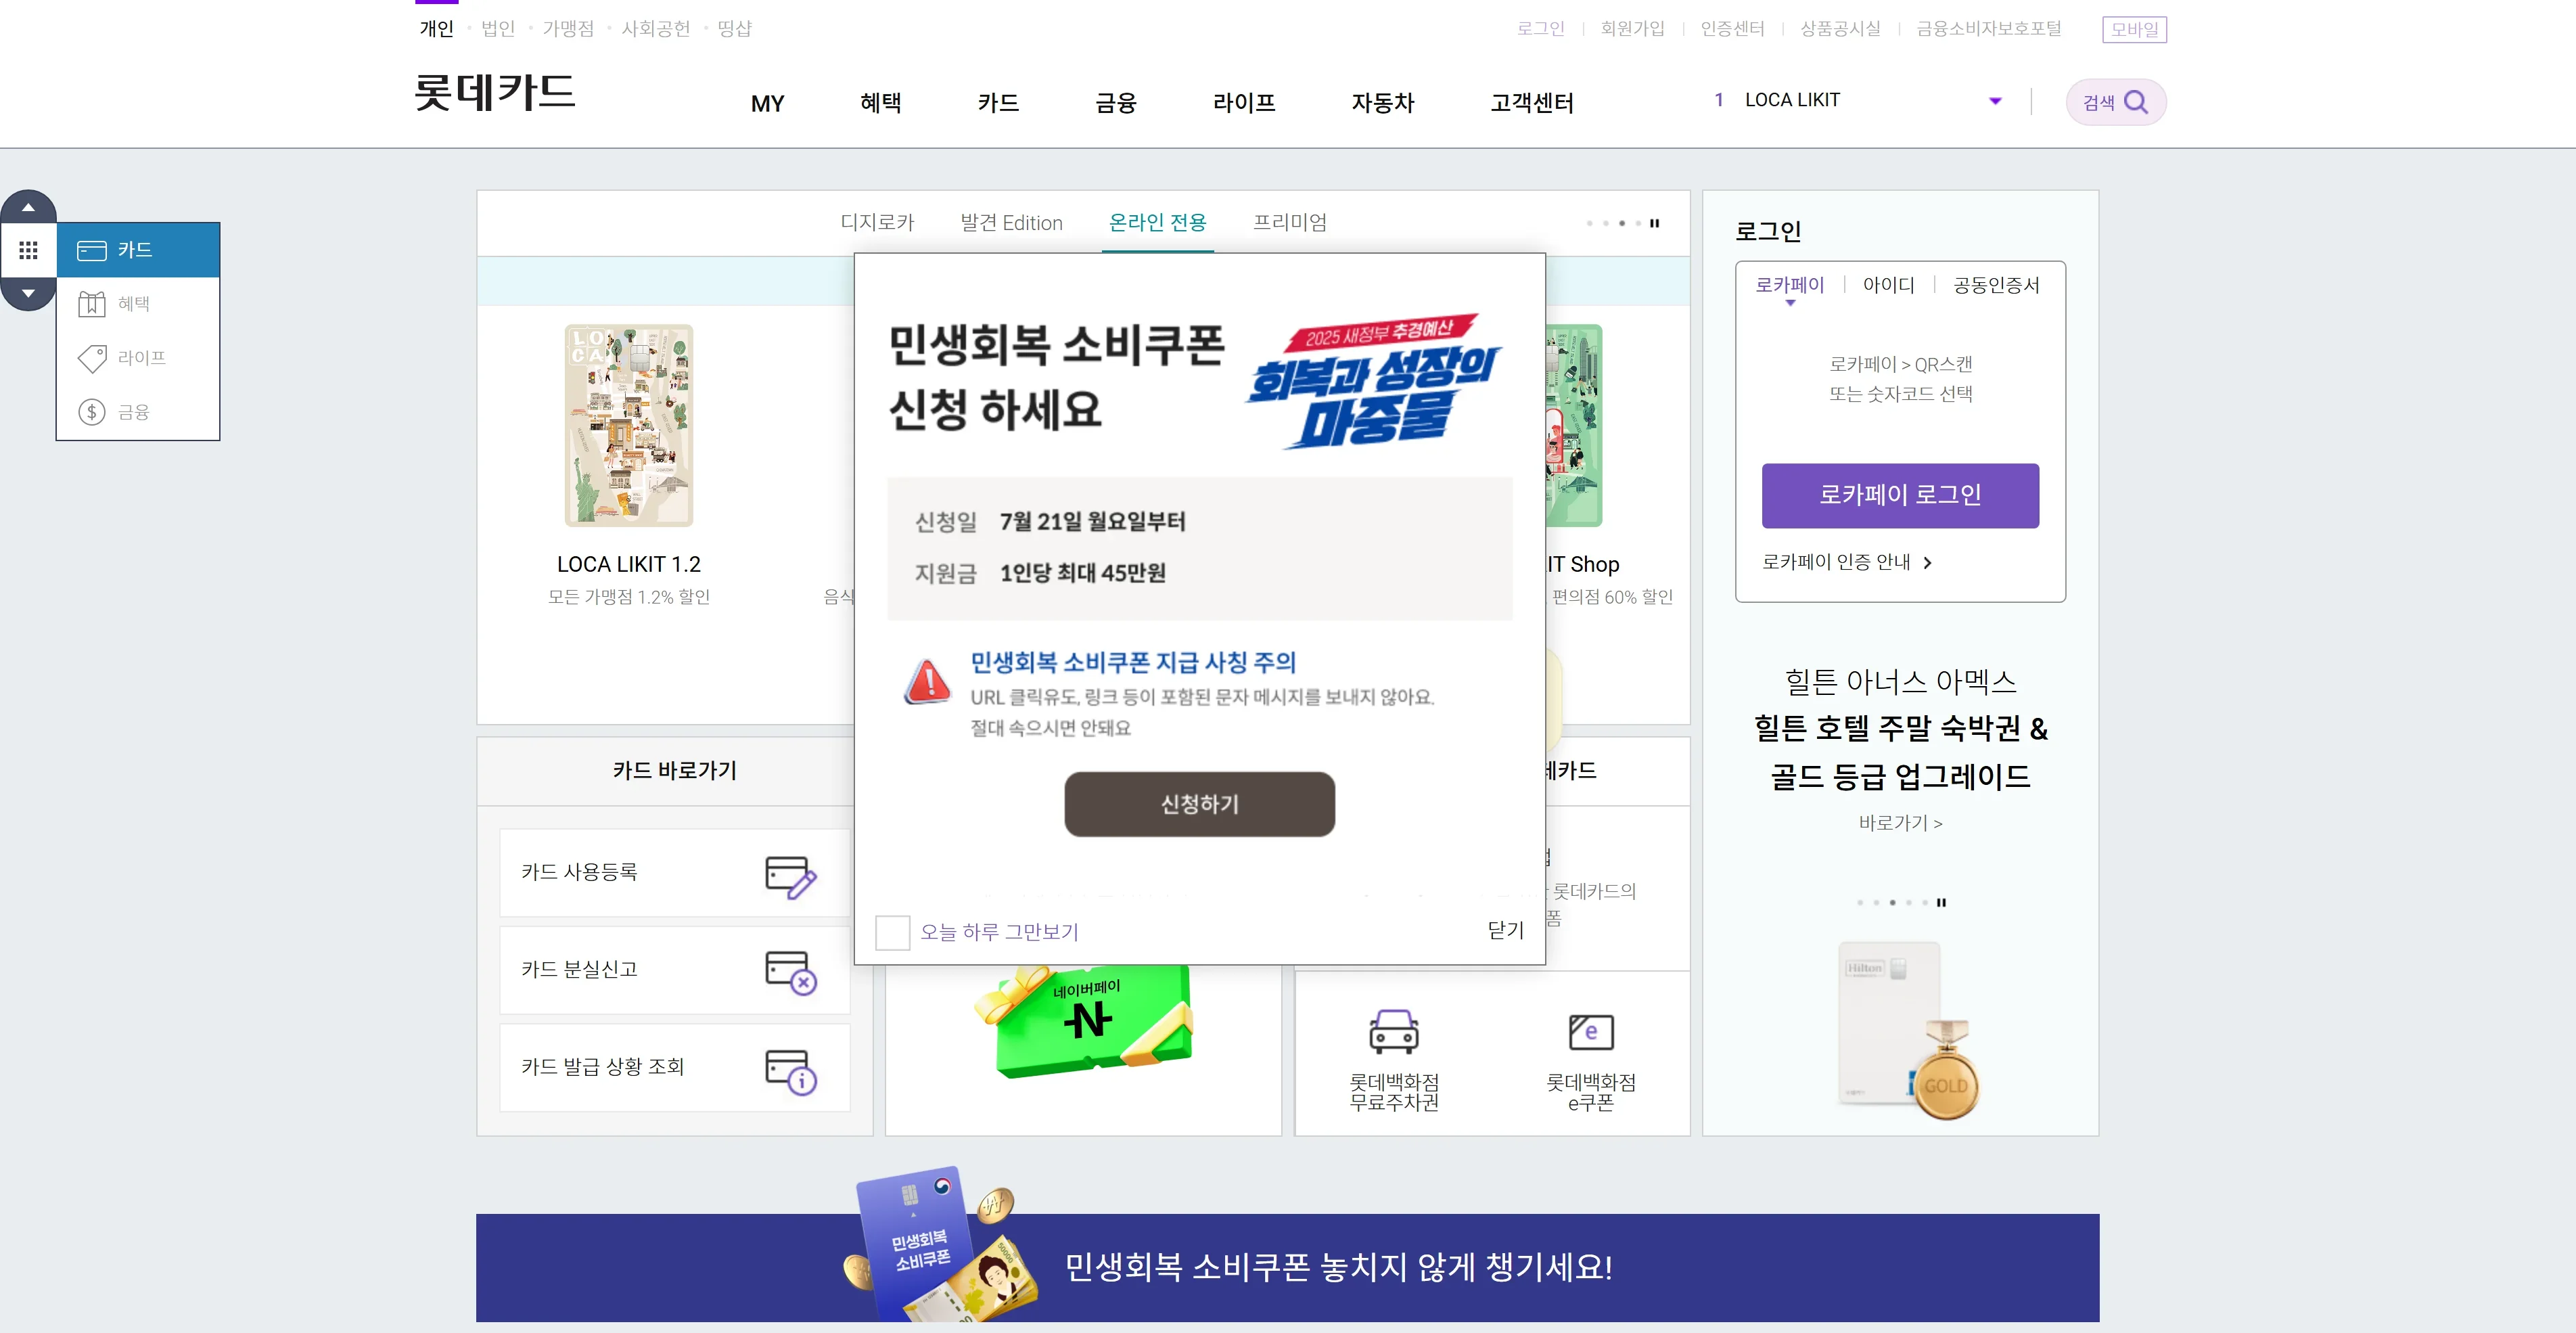 개인 법인 가맹점 사회공헌 띵샵
로그인 회원가입 인증센터 상품공시실 금융소비자보호포털 모바일
롯데카드
MY 혜택 카드 금융 라이프 자동차 고객센터
1 LOCA LIKIT
검색
카드
혜택
라이프
금융
디지로카 발견 Edition 온라인 전용 프리미엄
LO
CA
LOCA LIKIT 1.2
모든 가맹점 1.2% 할인
음식
IT Shop
편의점 60% 할인
민생회복 소비쿠폰
신청 하세요
2025 새정부 추경예산
회복과 성장의
마중물
신청일 7월 21일 월요일부터
지원금 1인당 최대 45만원
민생회복 소비쿠폰 지급 사칭 주의
URL 클릭유도, 링크 등이 포함된 문자 메시지를 보내지 않아요.
절대 속으시면 안돼요
신청하기
오늘 하루 그만보기
닫기
로그인
로카페이 아이디 공동인증서
로카페이 > QR스캔
또는 숫자코드 선택
로카페이 로그인
로카페이 인증 안내 >
힐튼 아너스 아멕스
힐튼 호텔 주말 숙박권 &
골드 등급 업그레이드
바로가기 >
Hilton
GOLD
카드 바로가기
카드 사용등록
카드 분실신고
카드 발급 상황 조회
네이버페이
N
데카드
롯데카드의
폼
롯데백화점
무료주차권
e
롯데백화점
e쿠폰
민생회복
소비쿠폰
50000
민생회복 소비쿠폰 놓치지 않게 챙기세요!